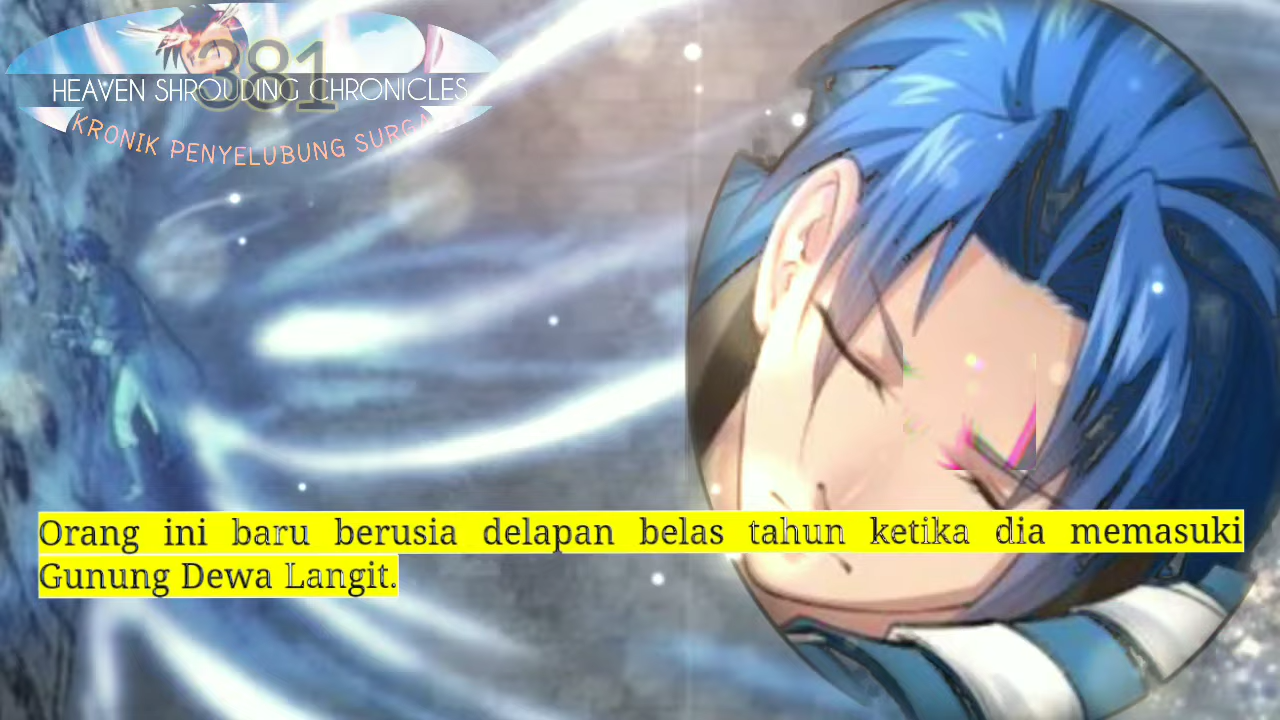 381
HEAVEN SHROUDING CHRONICLES
KRONIK PENYELUBUNG SURGA
Orang ini baru berusia delapan belas tahun ketika dia memasuki
Gunung Dewa Langit.